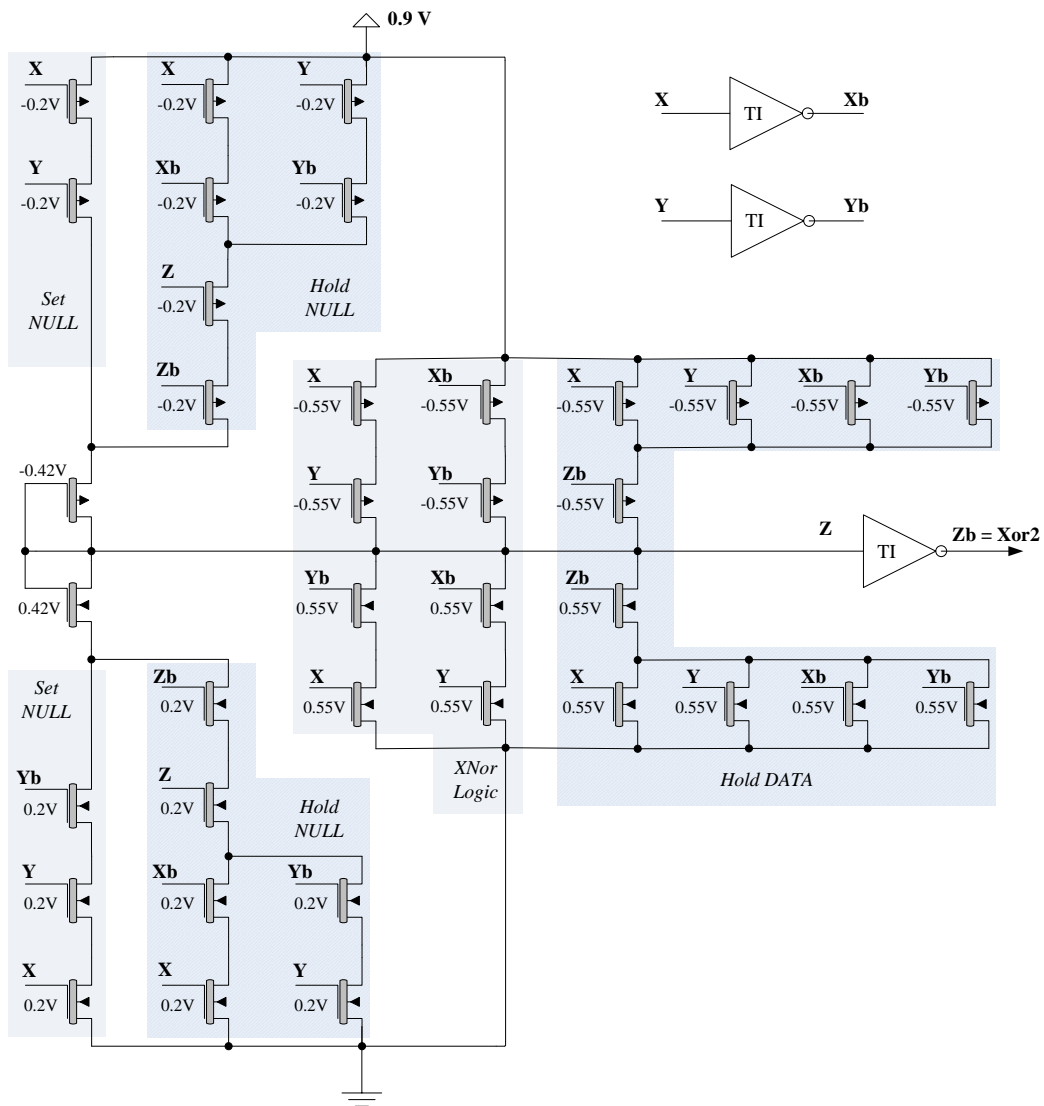 0.9 V
X X Y
-0.2V -0.2V -0.2V
X TI Xb
Y Xb Yb
-0.2V -0.2V -0.2V
Y TI Yb
Z
-0.2V
Set
NULL
Hold
NULL
Zb
-0.2V
X Xb X Y Xb Yb
-0.55V -0.55V -0.55V -0.55V -0.55V -0.55V
-0.42V
Y Yb Zb
-0.55V -0.55V -0.55V
Z TI Zb = Xor2
Yb Xb Zb
0.42V 0.55V 0.55V 0.55V
Set
NULL
Zb
0.2V
X Y X Y Xb Yb
0.55V 0.55V 0.55V 0.55V 0.55V 0.55V
XNor
Logic
Hold DATA
Yb Z
0.2V 0.2V
Hold
NULL
Y Xb Yb
0.2V 0.2V 0.2V
X X Y
0.2V 0.2V 0.2V